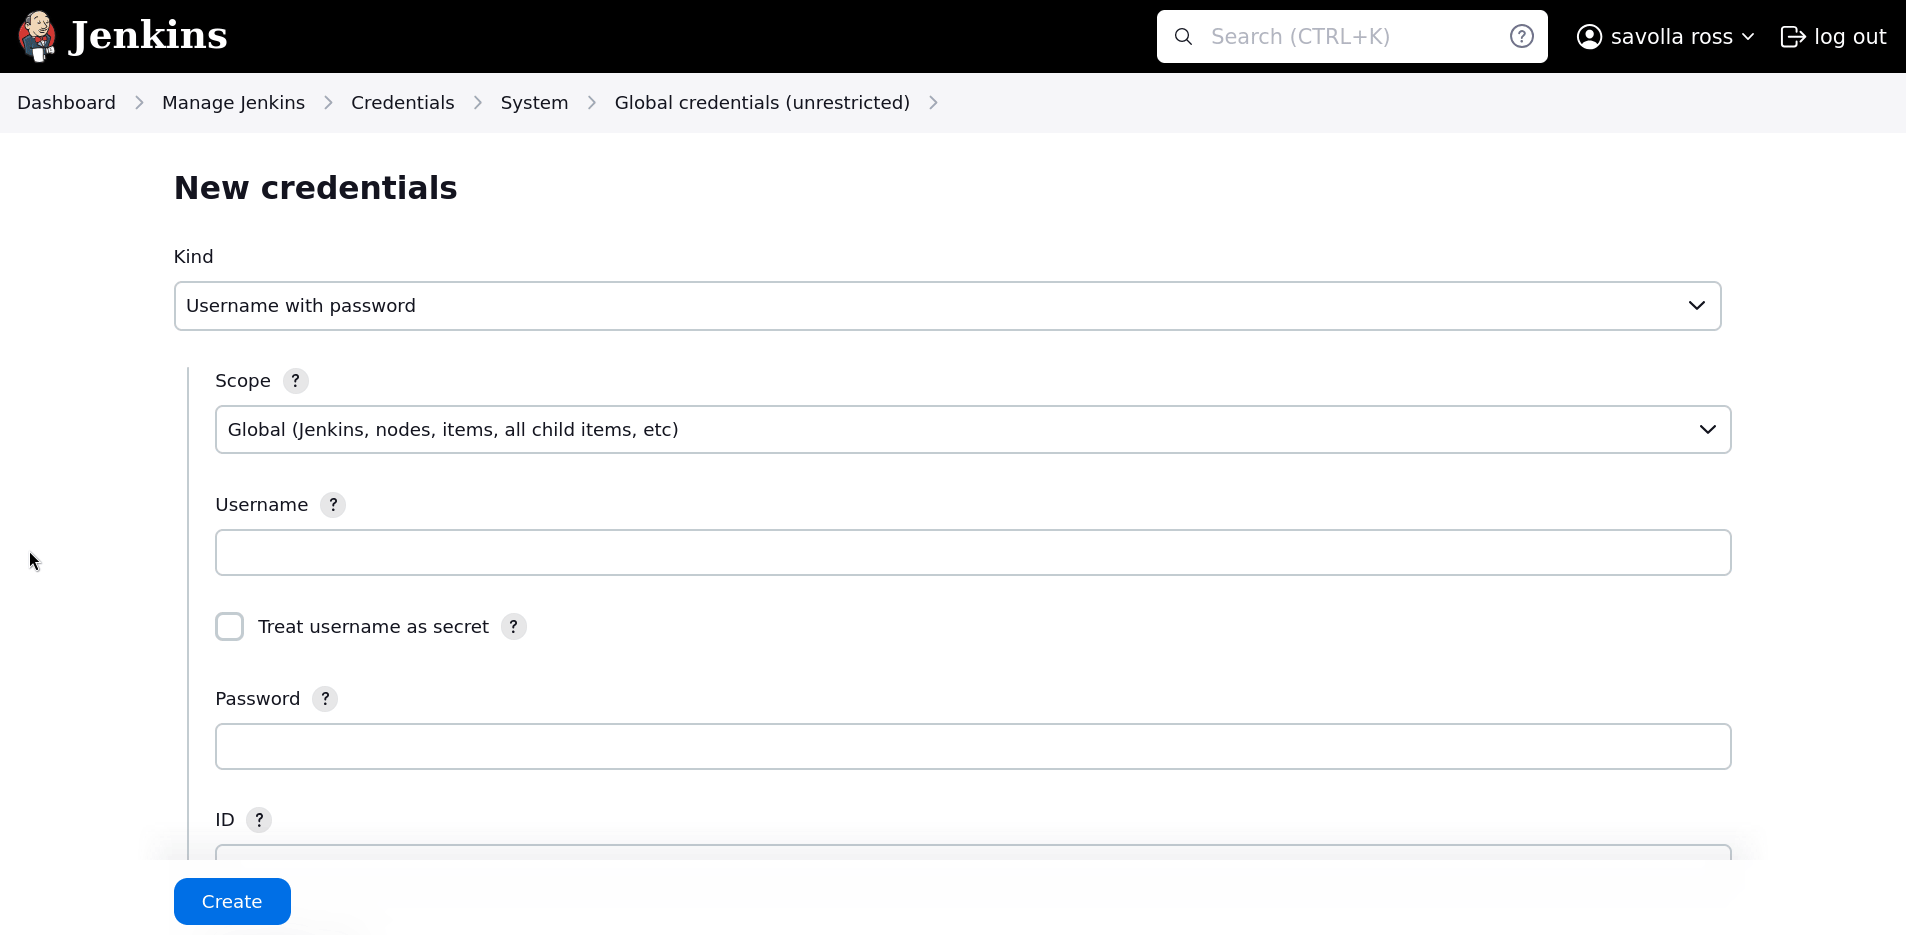 Jenkins
Search (CTRL+K) ?
savolla ross
log out
Dashboard Manage Jenkins Credentials System Global credentials (unrestricted)
New credentials
Kind
Username with password
Scope ?
Global (Jenkins, nodes, items, all child items, etc)
Username ?
Treat username as secret ?
Password ?
ID ?
Create